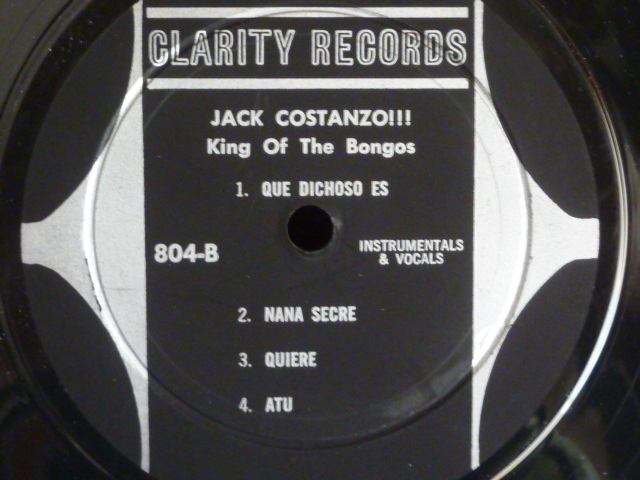 CLARITY RECORDS
JACK COSTANZO!!!
King Of The Bongos
1. QUE DICHOSO ES
804-B
INSTRUMENTALS
& VOCALS
2. NANA SECRE
3. QUIERE
4. ATU